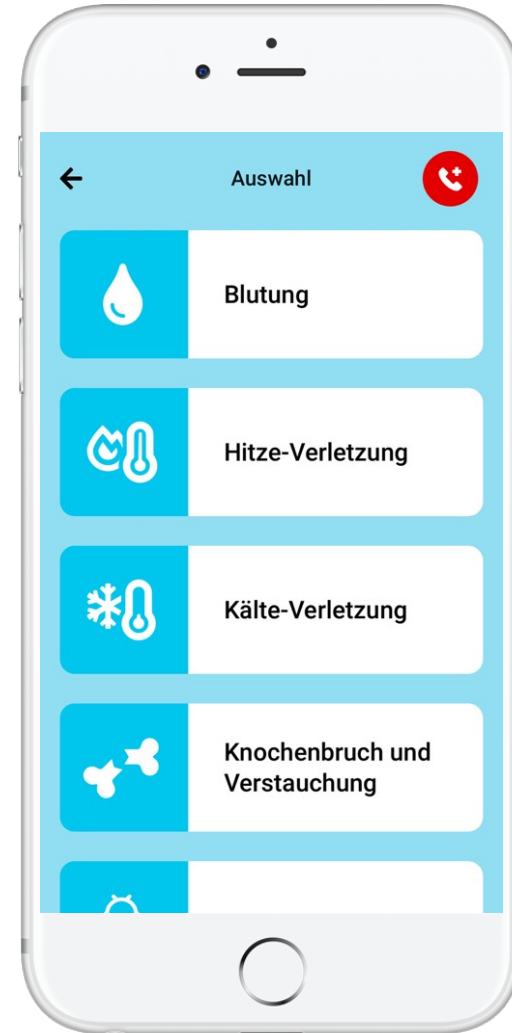 Auswahl
Blutung
Hitze-Verletzung
Kälte-Verletzung
Knochenbruch und
Verstauchung